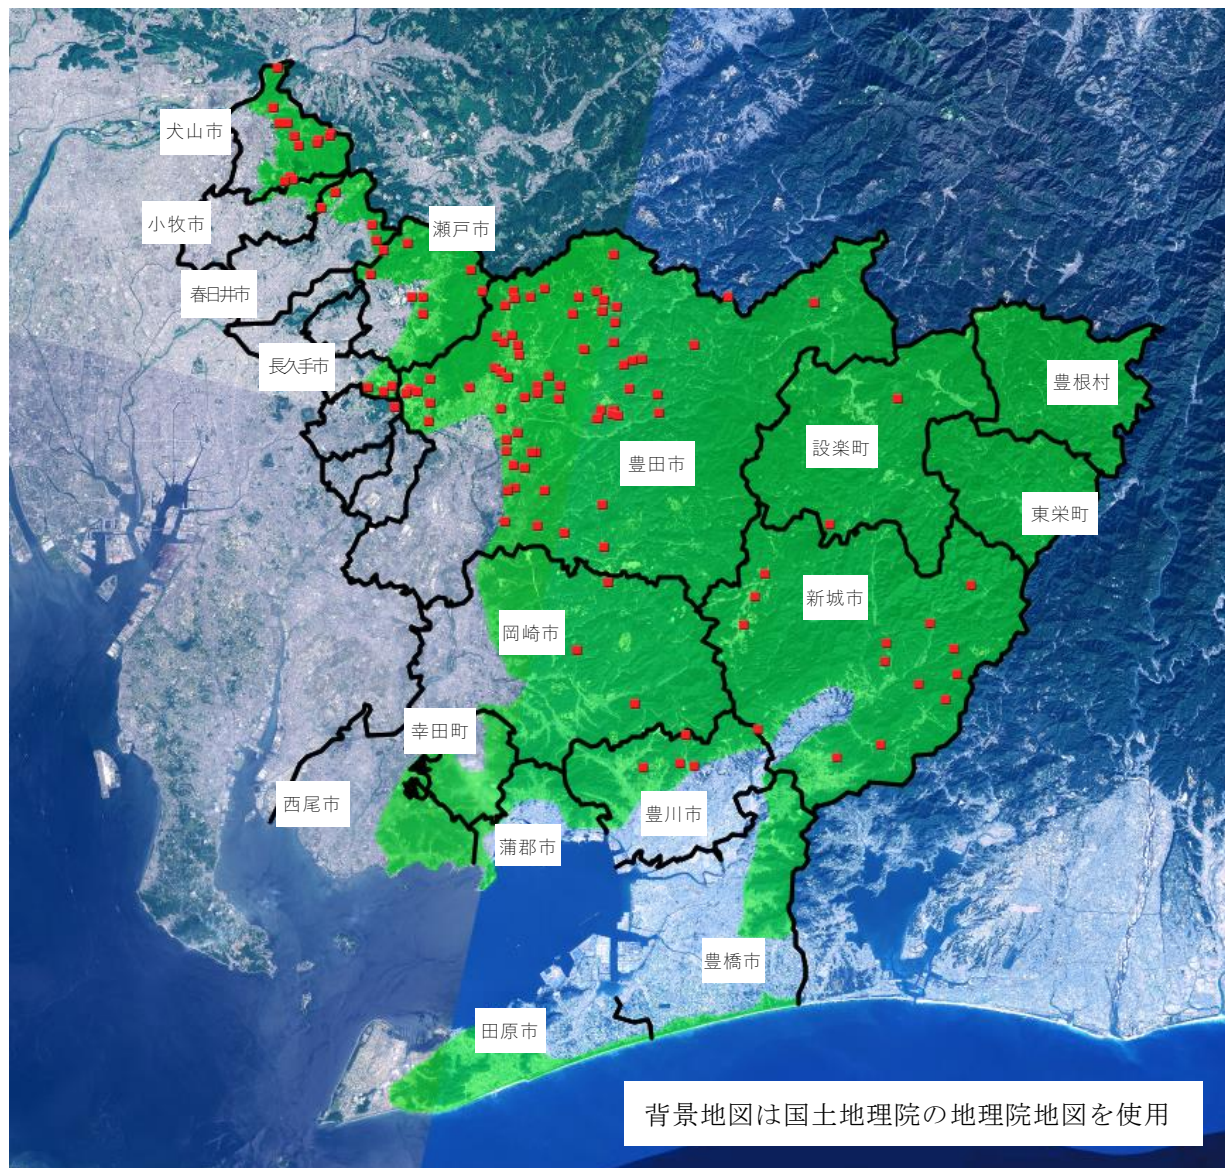 犬山市
小牧市
瀬戸市
春日井市
長久手市
豊根村
設楽町
豊田市
東栄町
新城市
岡崎市
幸田町
西尾市
豊川市
蒲郡市
豊橋市
田原市
背景地図は国土地理院の地理院地図を使用